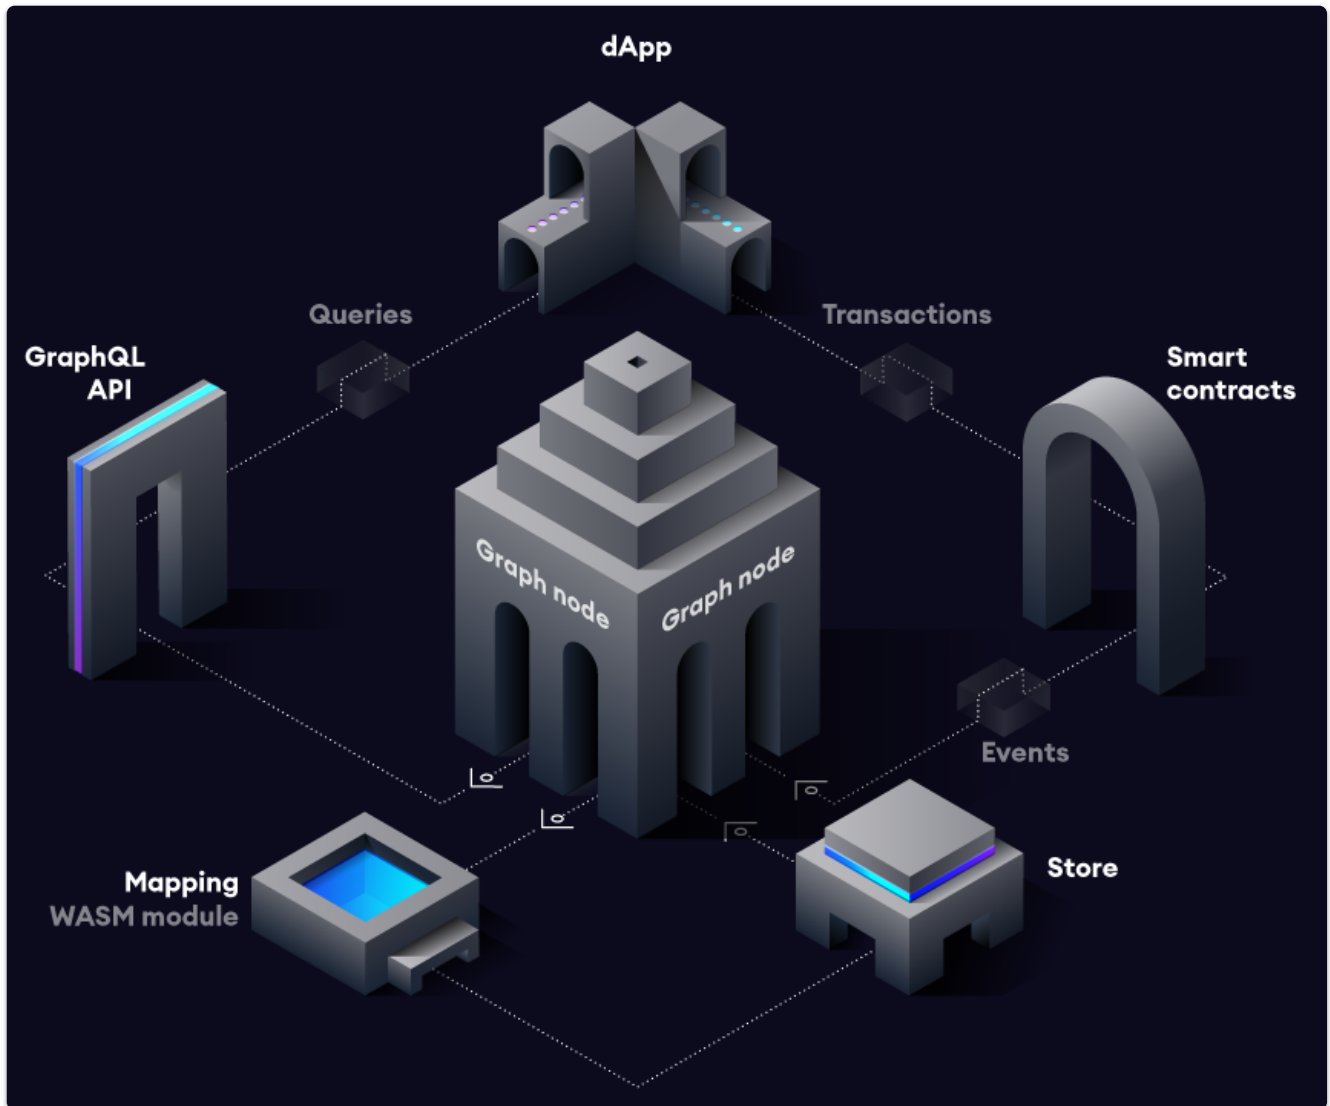 dApp
Queries
Transactions
GraphQL
API
Smart
contracts
Graph node
Graph node
Events
Mapping
WASM module
Store